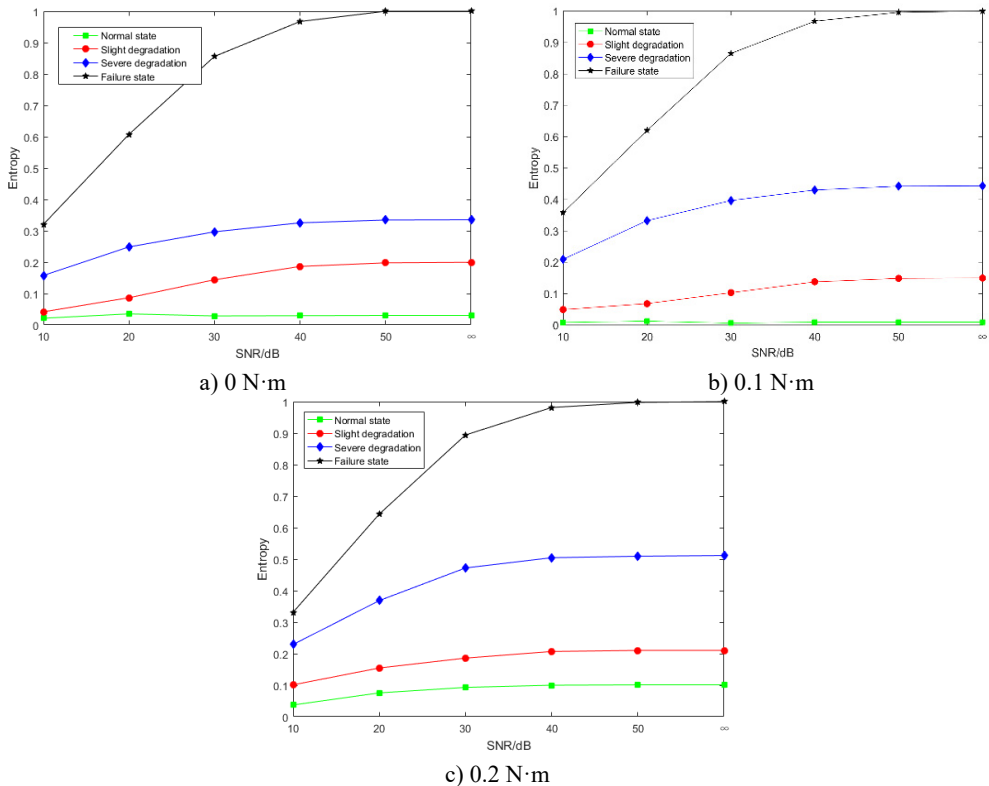 1
0.9
0.8
0.7
0.6
0.5
0.4
0.3
0.2
0.1
0
Entropy
Normal state
Slight degradation
Severe degradation
Failure state
10 20 30 40 50 ∞
SNR/dB
a) 0 N·m
1
0.9
0.8
0.7
0.6
0.5
0.4
0.3
0.2
0.1
0
Entropy
Normal state
Slight degradation
Severe degradation
Failure state
10 20 30 40 50 ∞
SNR/dB
b) 0.1 N·m
1
0.9
0.8
0.7
0.6
0.5
0.4
0.3
0.2
0.1
0
Entropy
Normal state
Slight degradation
Severe degradation
Failure state
10 20 30 40 50 ∞
SNR/dB
c) 0.2 N·m